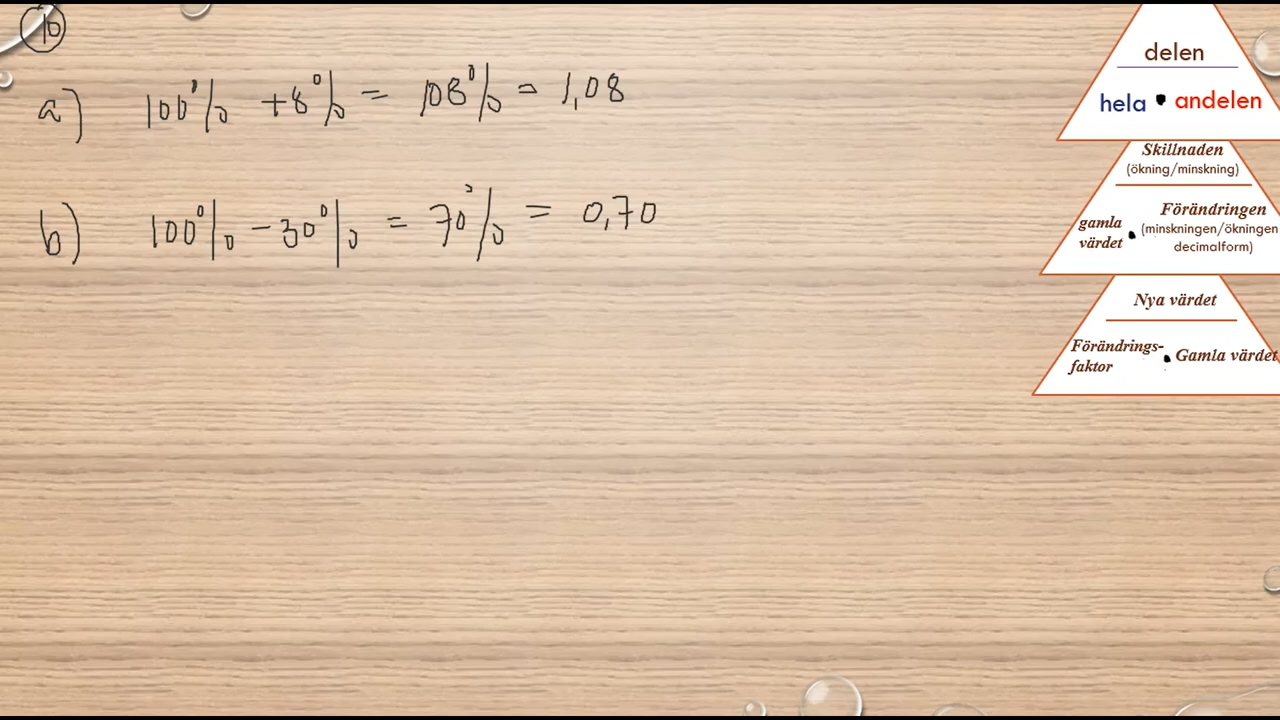 10
a) 100% +8% = 108% = 1,08
b) 100% - 30% = 70% = 0,70
delen
hela • andelen
Skillnaden
(ökning/minskning)
gamla värdet • Förändringen
(minskningen/ökningen
decimalform)
Nya värdet
Förändrings-
faktor • Gamla värdet